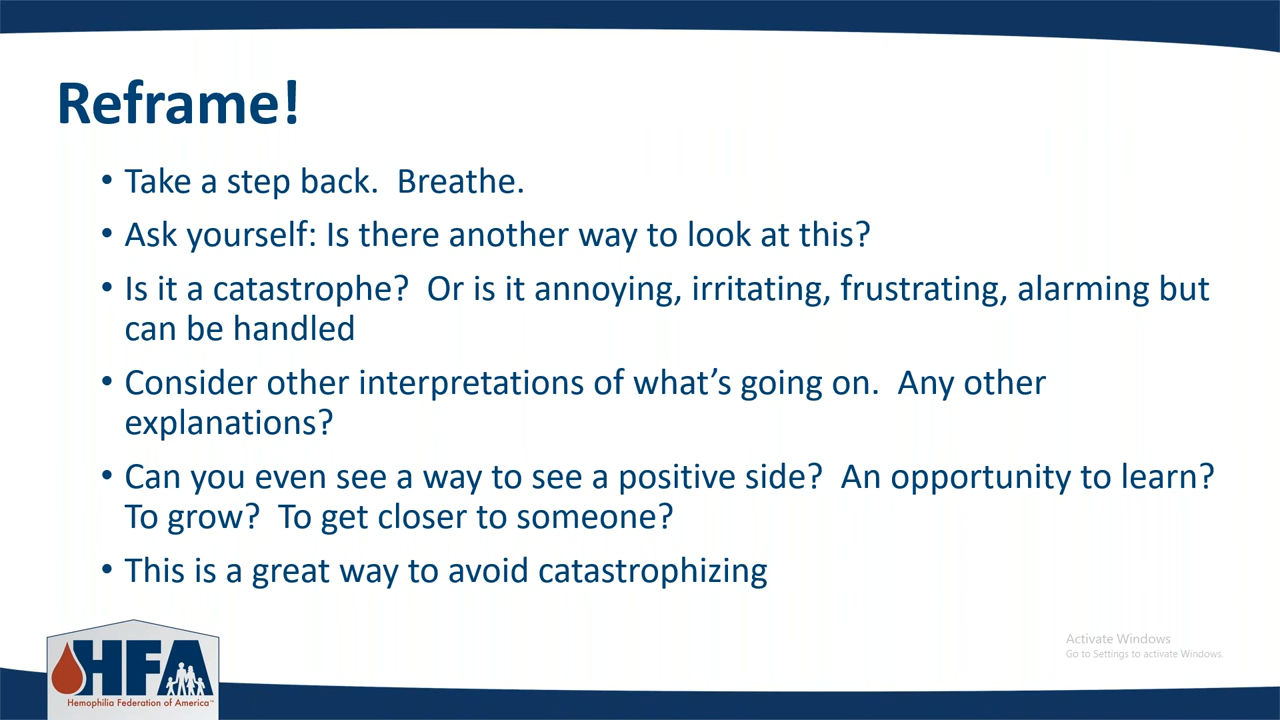 Reframe!
• Take a step back.  Breathe.
• Ask yourself: Is there another way to look at this?
• Is it a catastrophe?  Or is it annoying, irritating, frustrating, alarming but
can be handled
• Consider other interpretations of what’s going on.  Any other
explanations?
• Can you even see a way to see a positive side?  An opportunity to learn?
To grow?  To get closer to someone?
• This is a great way to avoid catastrophizing
HFA
Hemophilia Federation of America™
Activate Windows
Go to Settings to activate Windows.